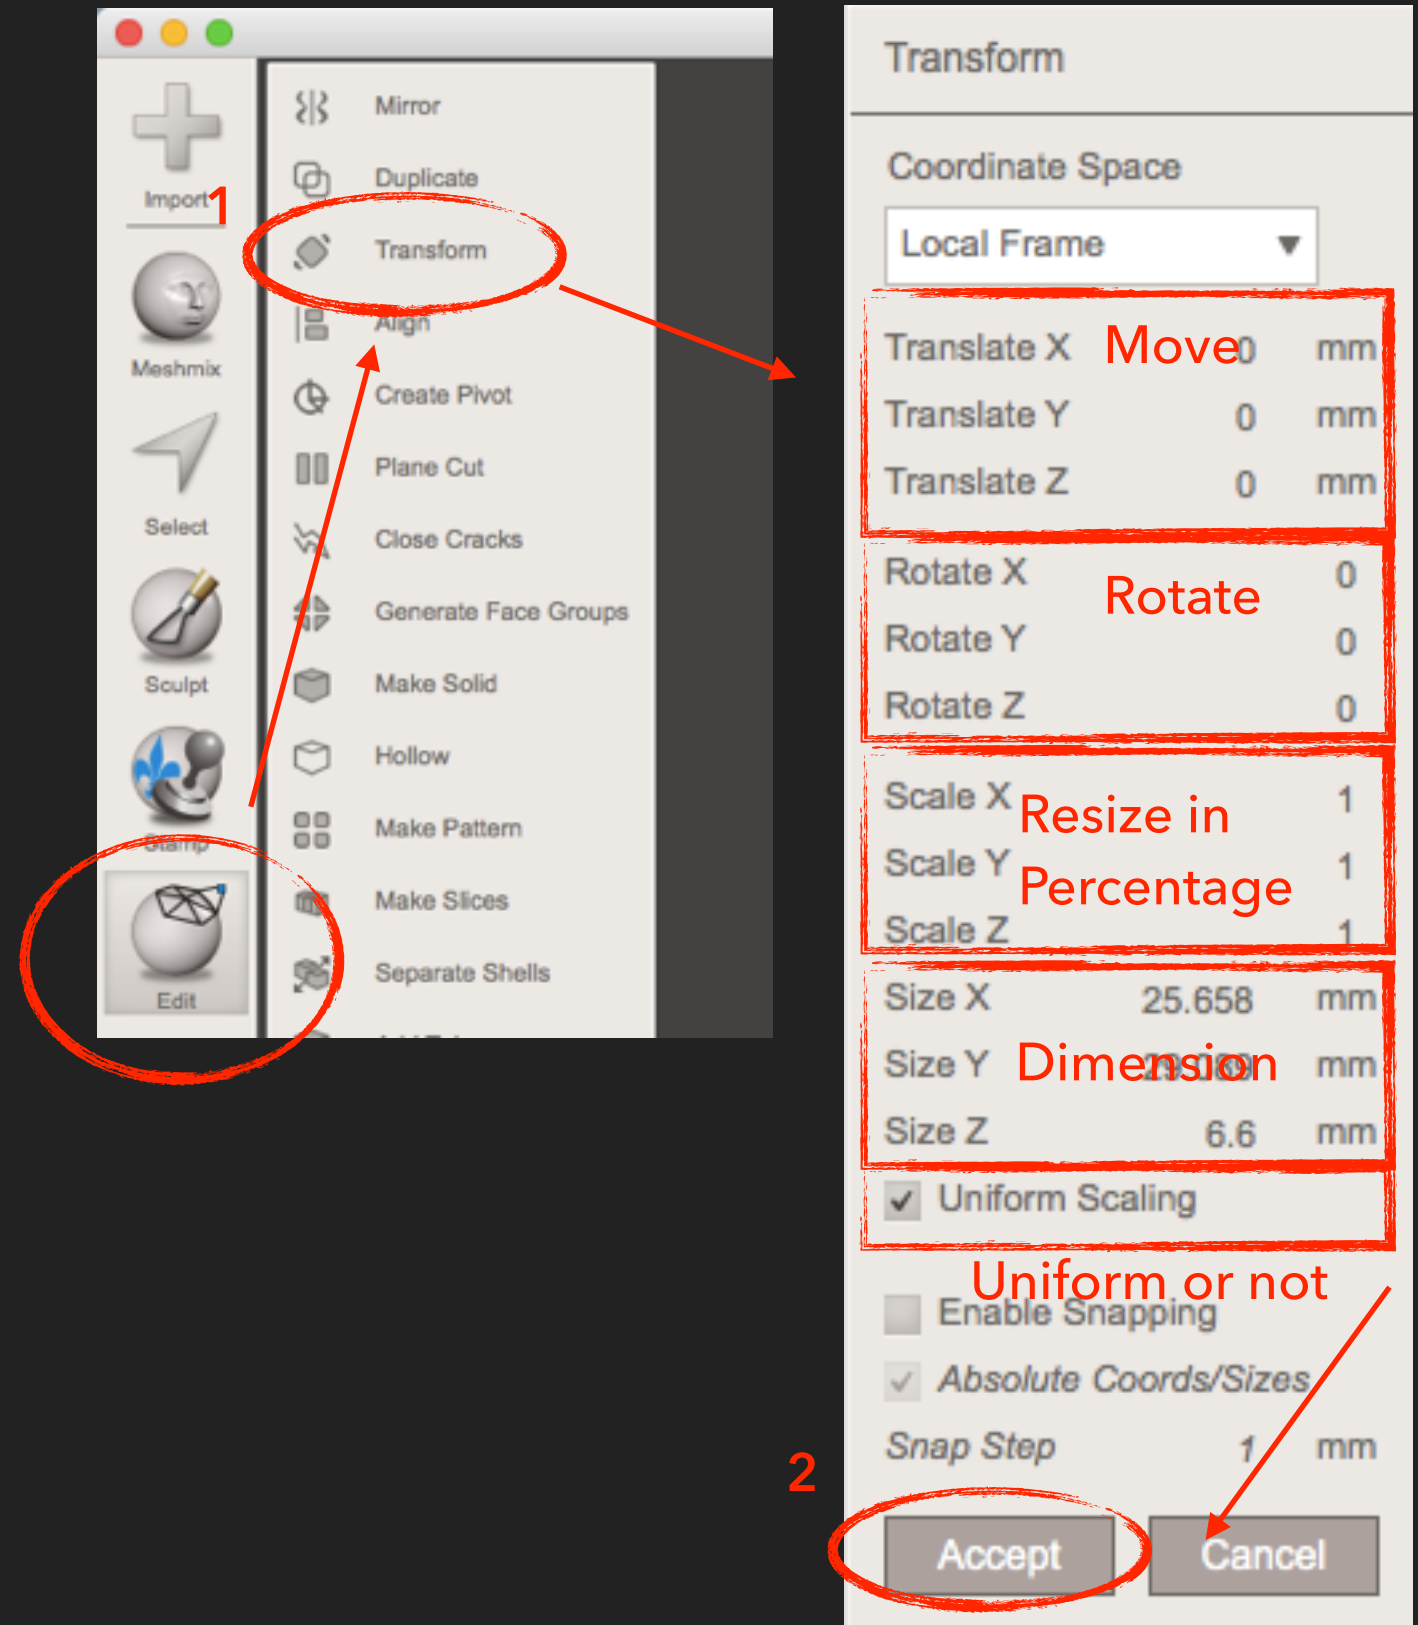 Import
1
Meshmix
Select
Sculpt
Stamp
Edit
Mirror
Duplicate
Transform
Align
Create Pivot
Plane Cut
Close Cracks
Generate Face Groups
Make Solid
Hollow
Make Pattern
Make Slices
Separate Shells
Transform
Coordinate Space
Local Frame
Translate X Move 0 mm
Translate Y 0 mm
Translate Z 0 mm
Rotate X 0
Rotate
Rotate Y 0
Rotate Z 0
Scale X 1
Resize in
Scale Y 1
Percentage
Scale Z 1
Size X 25.658 mm
Size Y mm
Dimension
Size Z 6.6 mm
Uniform Scaling
Uniform or not
Enable Snapping
Absolute Coords/Sizes
Snap Step 1 mm
2
Accept Cancel